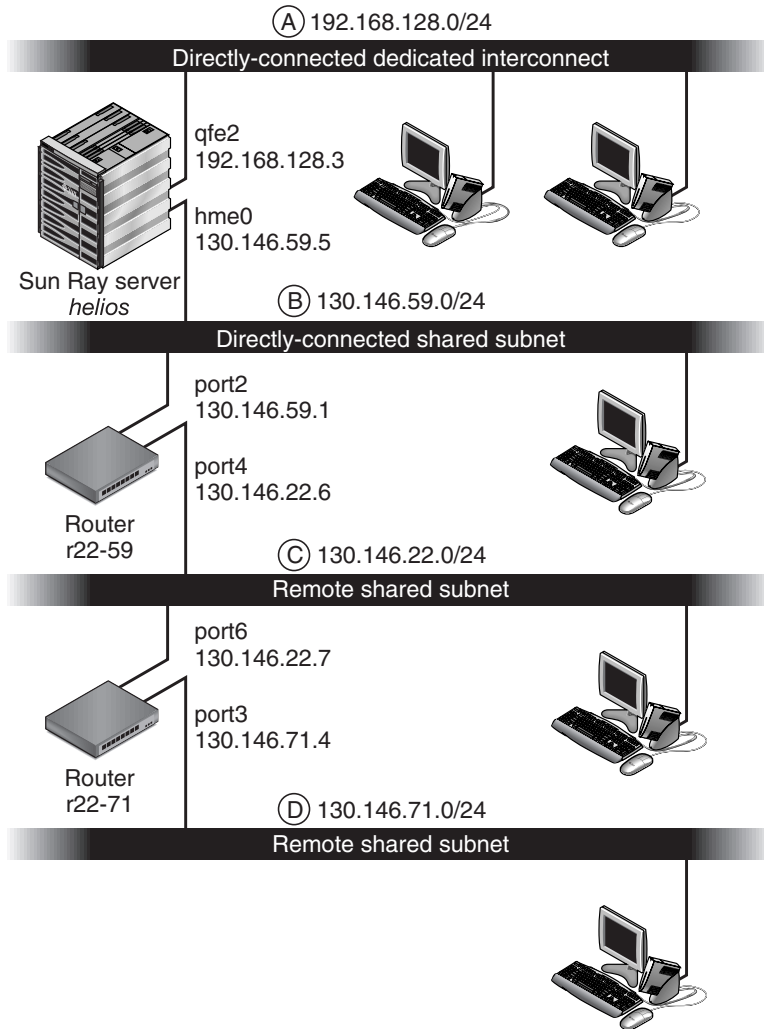 A 192.168.128.0/24
Directly-connected dedicated interconnect
qfe2
192.168.128.3
hme0
130.146.59.5
Sun Ray server
helios
B 130.146.59.0/24
Directly-connected shared subnet
port2
130.146.59.1
port4
130.146.22.6
Router
r22-59
C 130.146.22.0/24
Remote shared subnet
port6
130.146.22.7
port3
130.146.71.4
Router
r22-71
D 130.146.71.0/24
Remote shared subnet